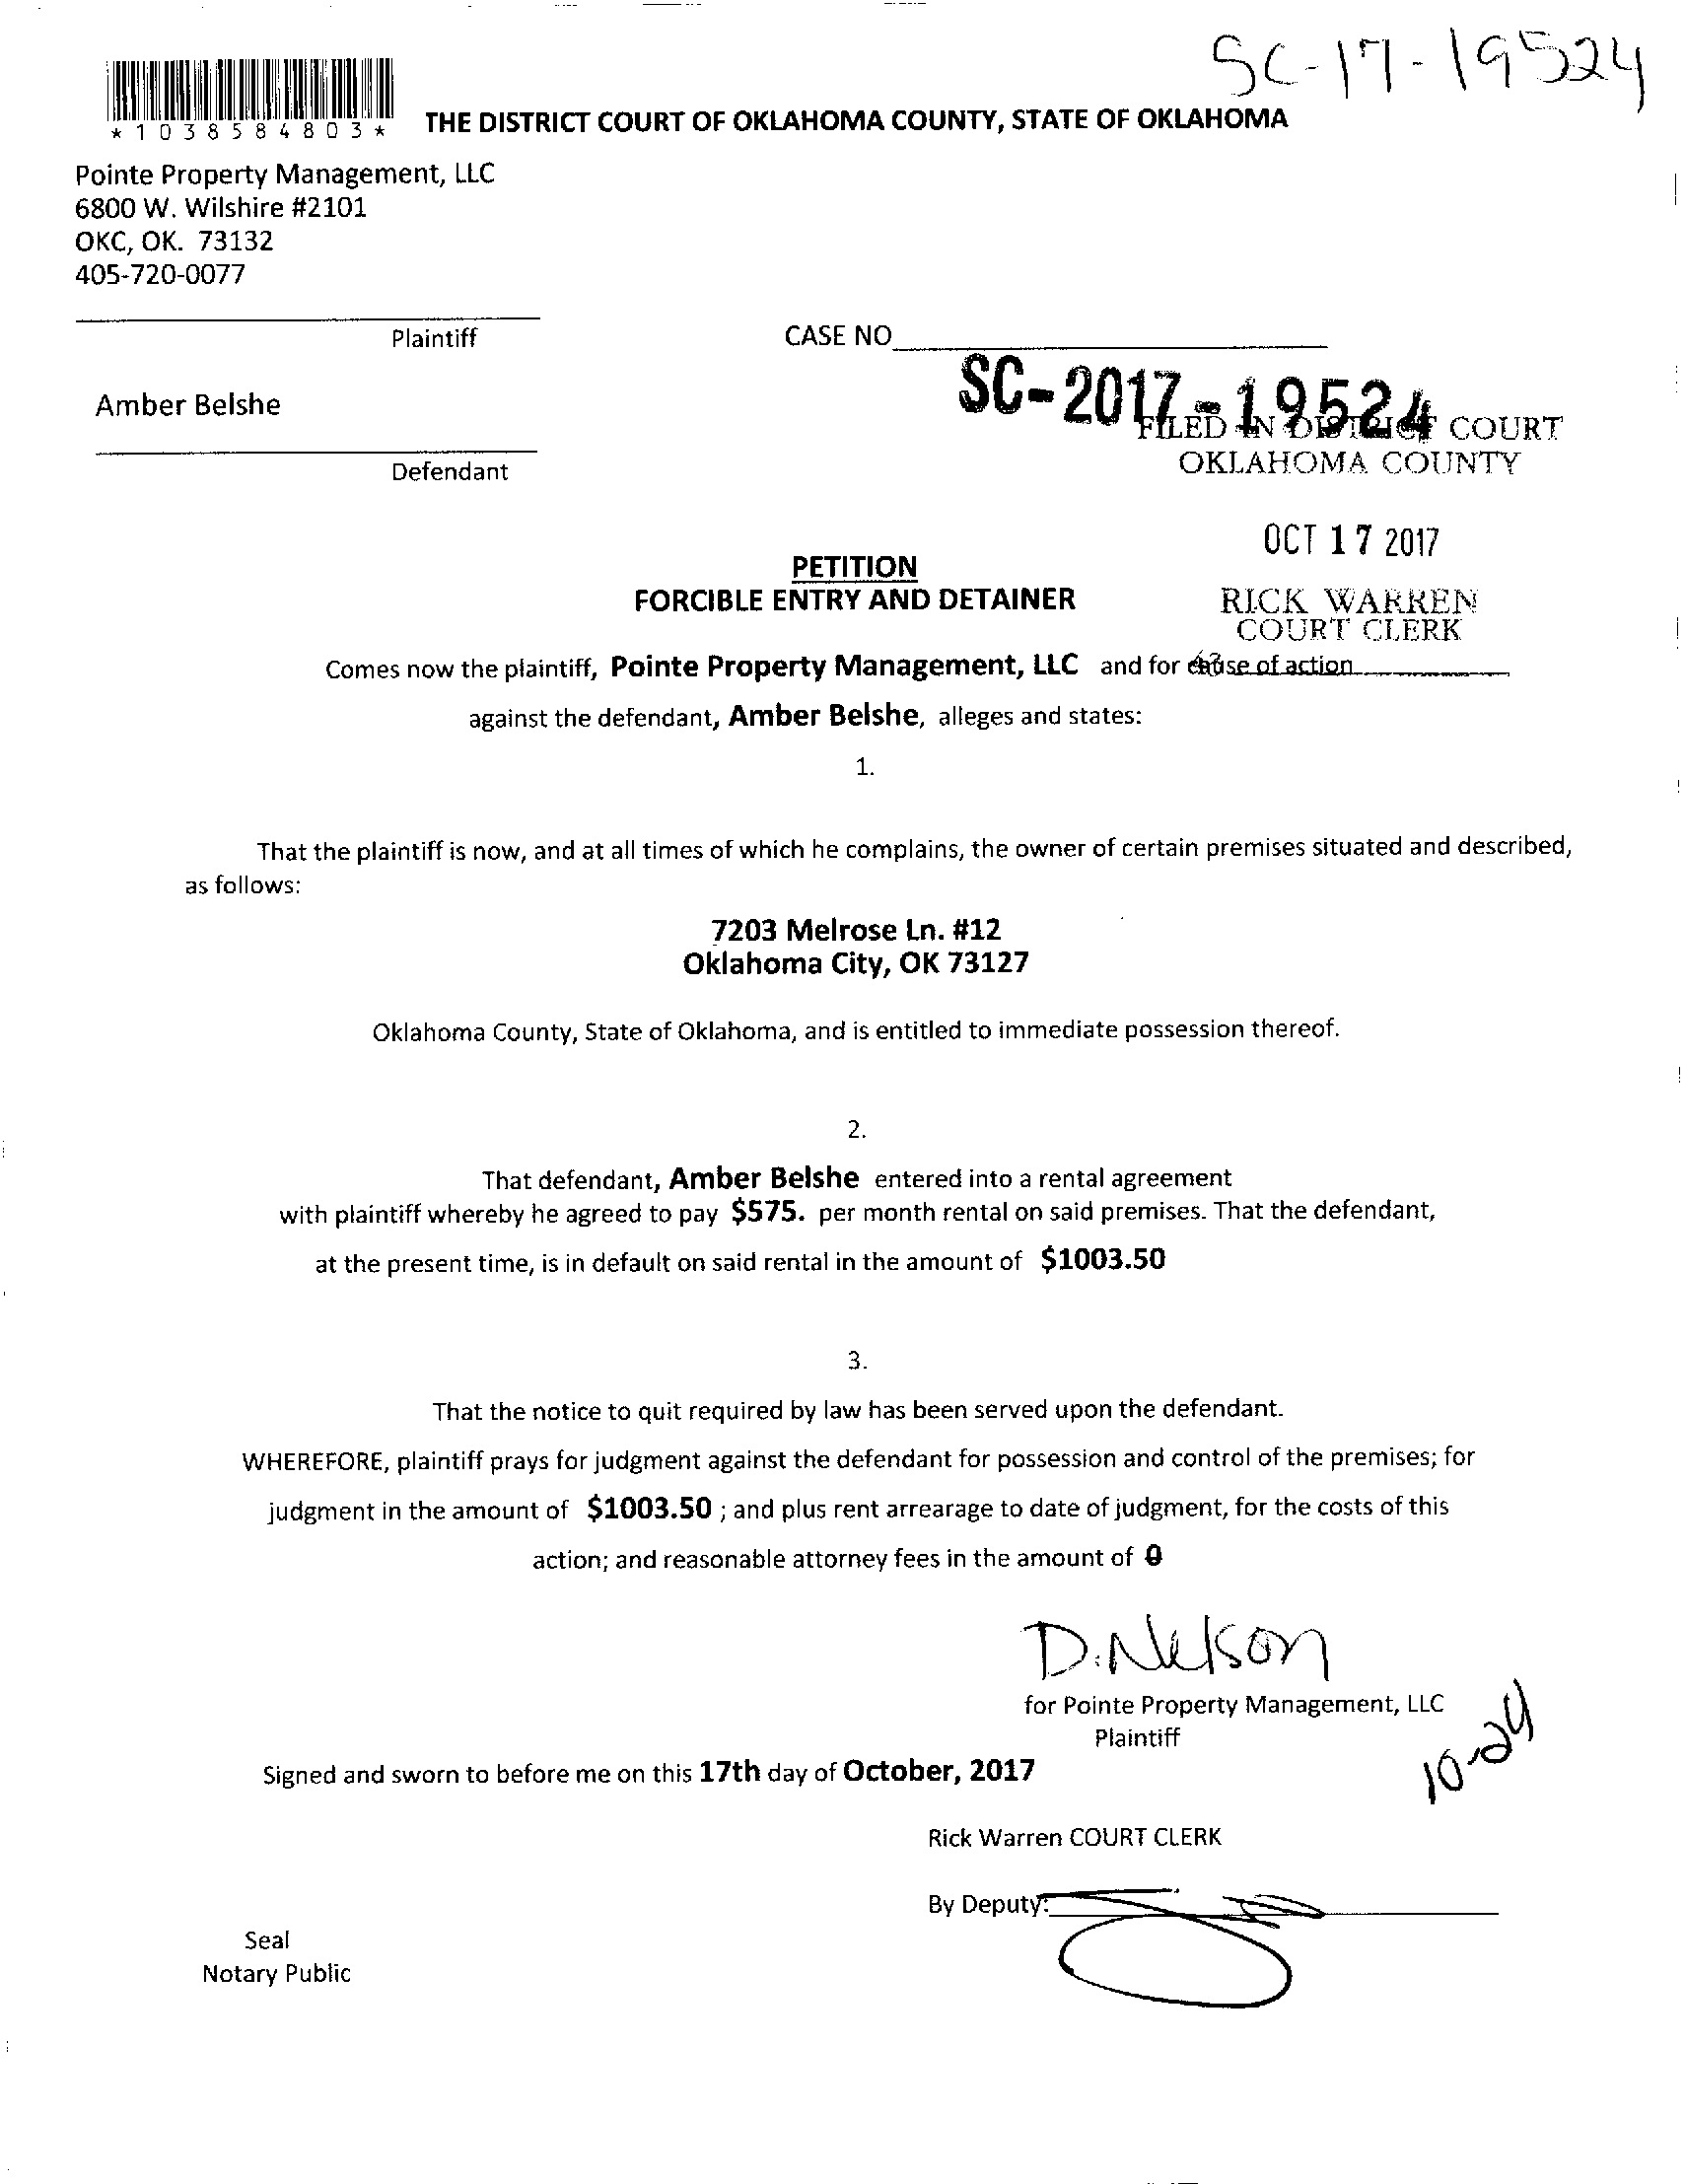 SC-17-19524
*1038584803*
THE DISTRICT COURT OF OKLAHOMA COUNTY, STATE OF OKLAHOMA
Pointe Property Management, LLC
6800 W. Wilshire #2101
OKC, OK. 73132
405-720-0077
Plaintiff
CASE NO
SC-2017-19524
Amber Belshe
FILED IN DISTRICT COURT
OKLAHOMA COUNTY
Defendant
OCT 17 2017
PETITION
FORCIBLE ENTRY AND DETAINER
RICK WARREN
COURT CLERK
Comes now the plaintiff, Pointe Property Management, LLC and for cause of action
against the defendant, Amber Belshe, alleges and states:
1.
That the plaintiff is now, and at all times of which he complains, the owner of certain premises situated and described,
as follows:
7203 Melrose Ln. #12
Oklahoma City, OK 73127
Oklahoma County, State of Oklahoma, and is entitled to immediate possession thereof.
2.
That defendant, Amber Belshe entered into a rental agreement
with plaintiff whereby he agreed to pay $575. per month rental on said premises. That the defendant,
at the present time, is in default on said rental in the amount of $1003.50
3.
That the notice to quit required by law has been served upon the defendant.
WHEREFORE, plaintiff prays for judgment against the defendant for possession and control of the premises; for
judgment in the amount of $1003.50 ; and plus rent arrearage to date of judgment, for the costs of this
action; and reasonable attorney fees in the amount of 0
D. Nelson
for Pointe Property Management, LLC
Plaintiff
10-24
Signed and sworn to before me on this 17th day of October, 2017
Rick Warren COURT CLERK
By Deputy:
Seal
Notary Public